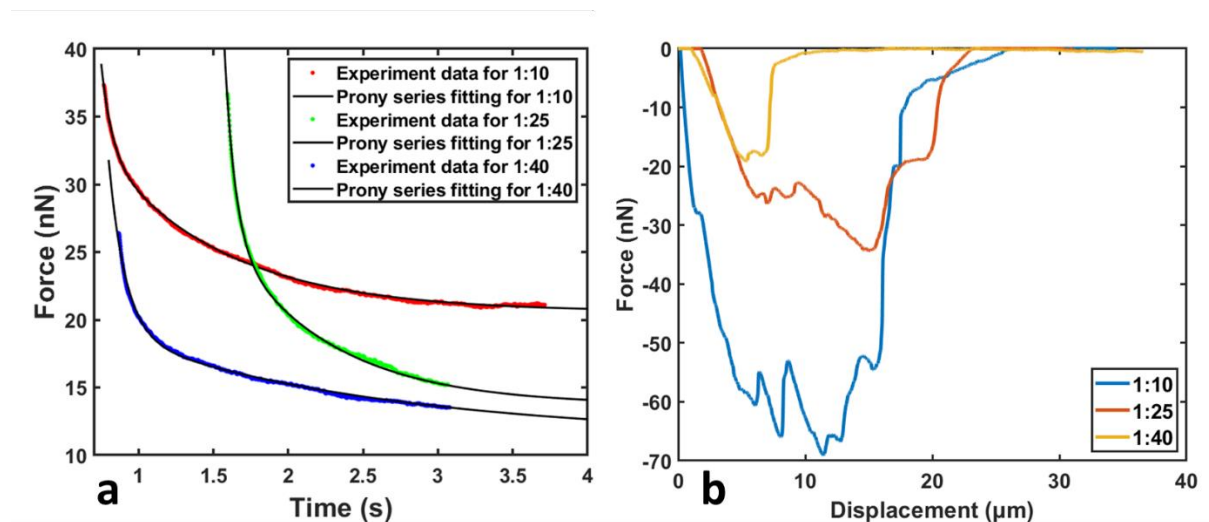 40
35
30
25
20
15
10
Force (nN)
1 1.5 2 2.5 3 3.5 4
Time (s)
Experiment data for 1:10
Prony series fitting for 1:10
Experiment data for 1:25
Prony series fitting for 1:25
Experiment data for 1:40
Prony series fitting for 1:40
a
0
-10
-20
-30
-40
-50
-60
-70
Force (nN)
0 10 20 30 40
Displacement (μm)
1:10
1:25
1:40
b